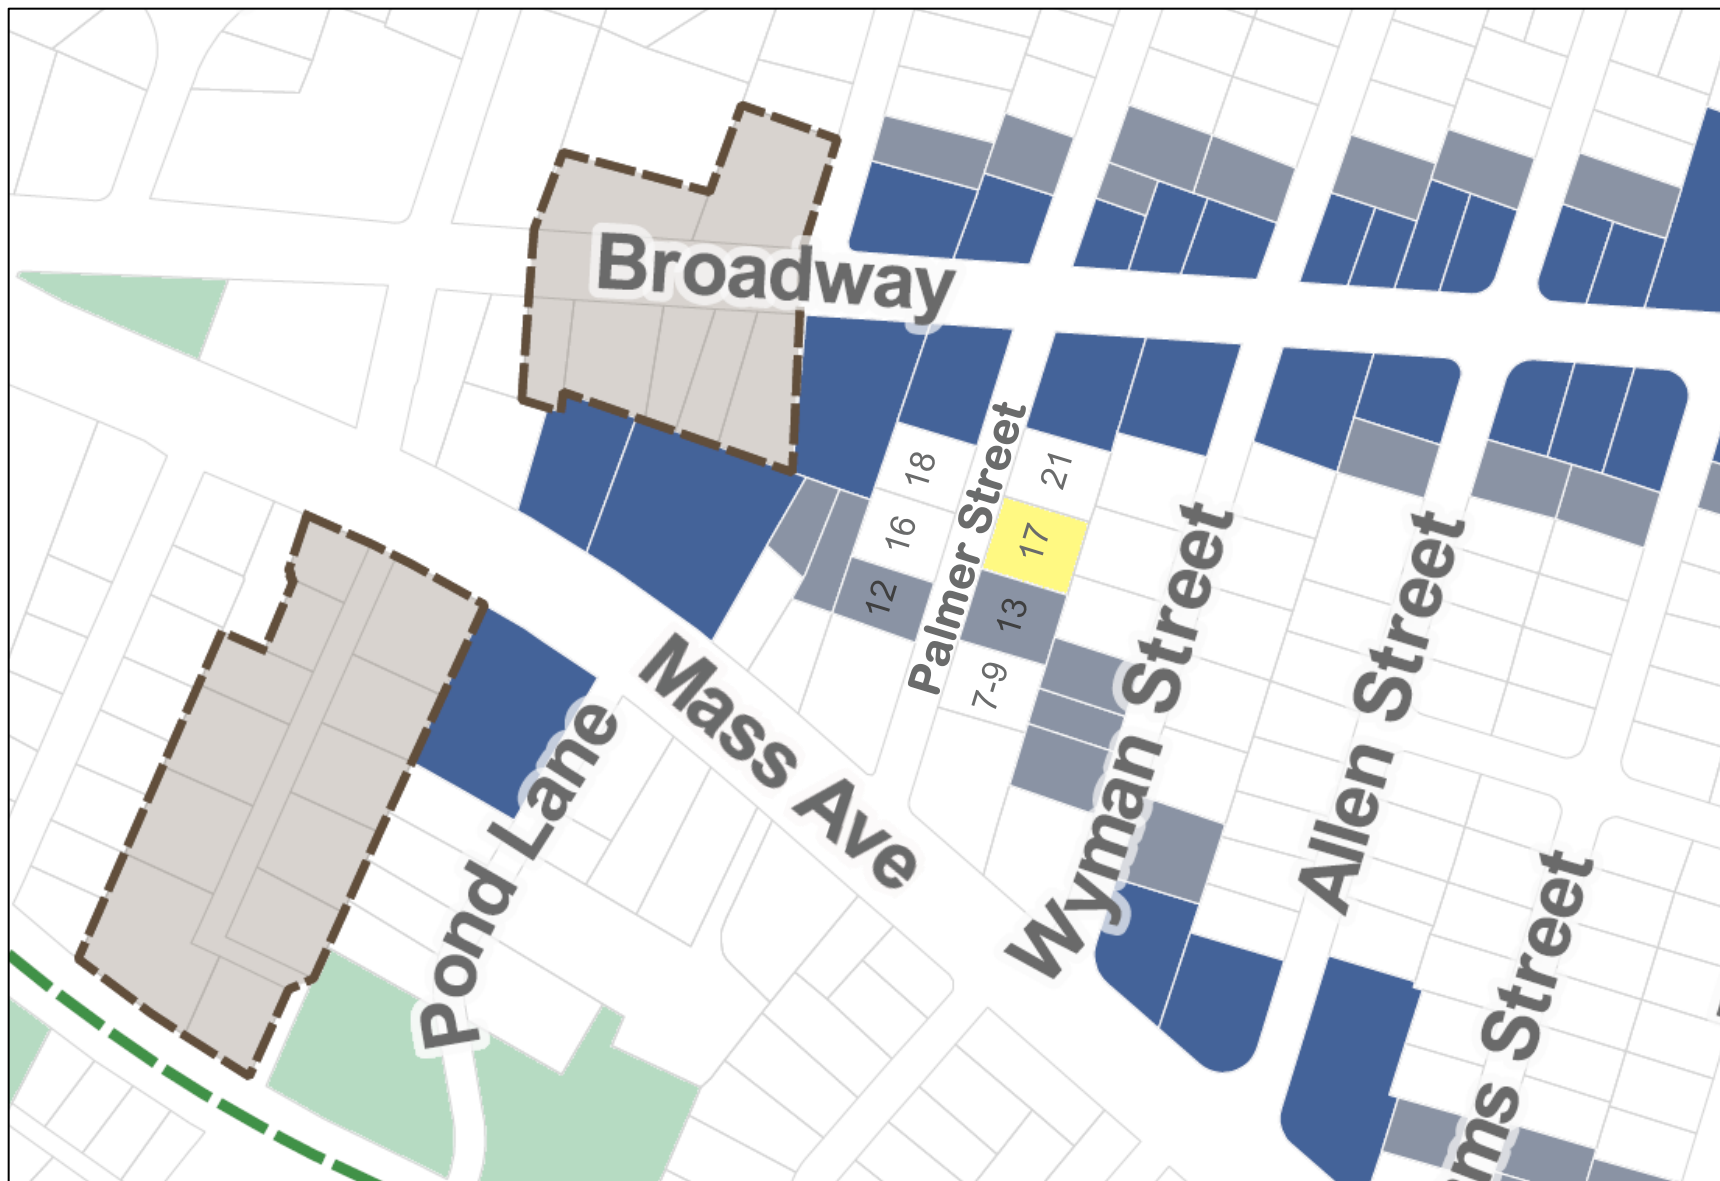 Broadway
18
21
16
17
12
13
7-9
Palmer Street
Mass Ave
Pond Lane
Wyman Street
Allen Street
ms Street